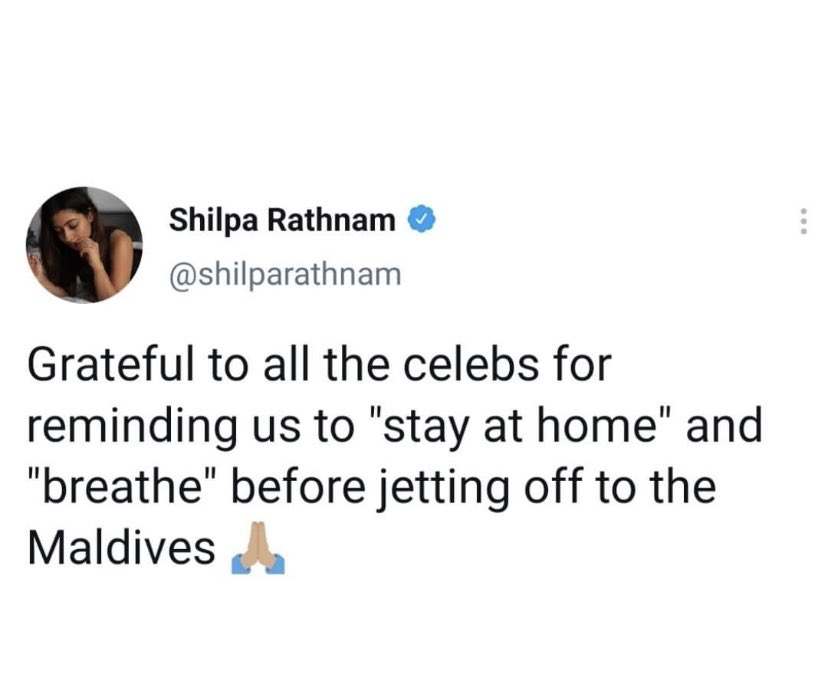 Shilpa Rathnam
@shilparathnam
Grateful to all the celebs for
reminding us to "stay at home" and
"breathe" before jetting off to the
Maldives 🙏🏼